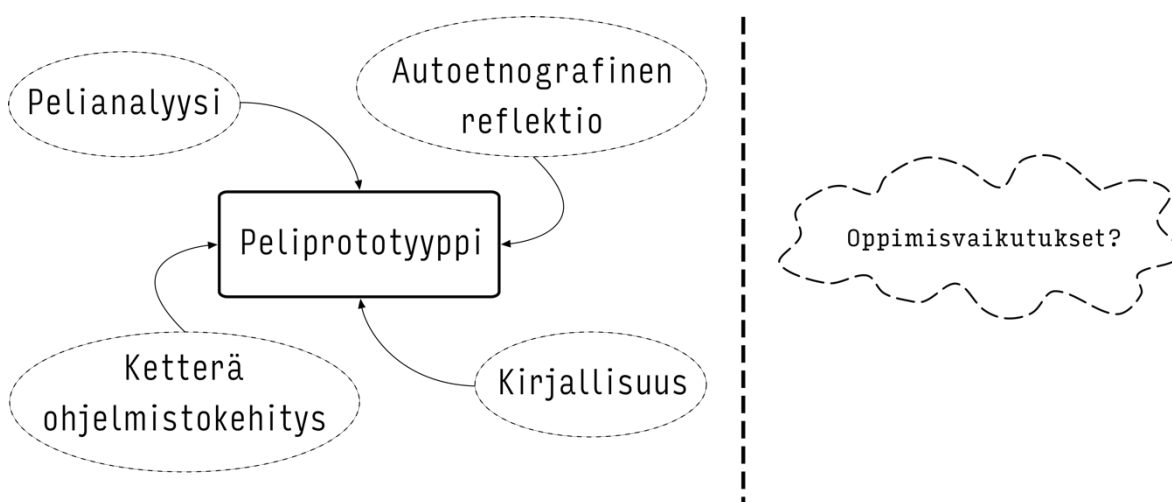 Pelianalyysi
Autoetnografinen
reflektio
Peliprototyyppi
Oppimisvaikutukset?
Ketterä
ohjelmistokehitys
Kirjallisuus